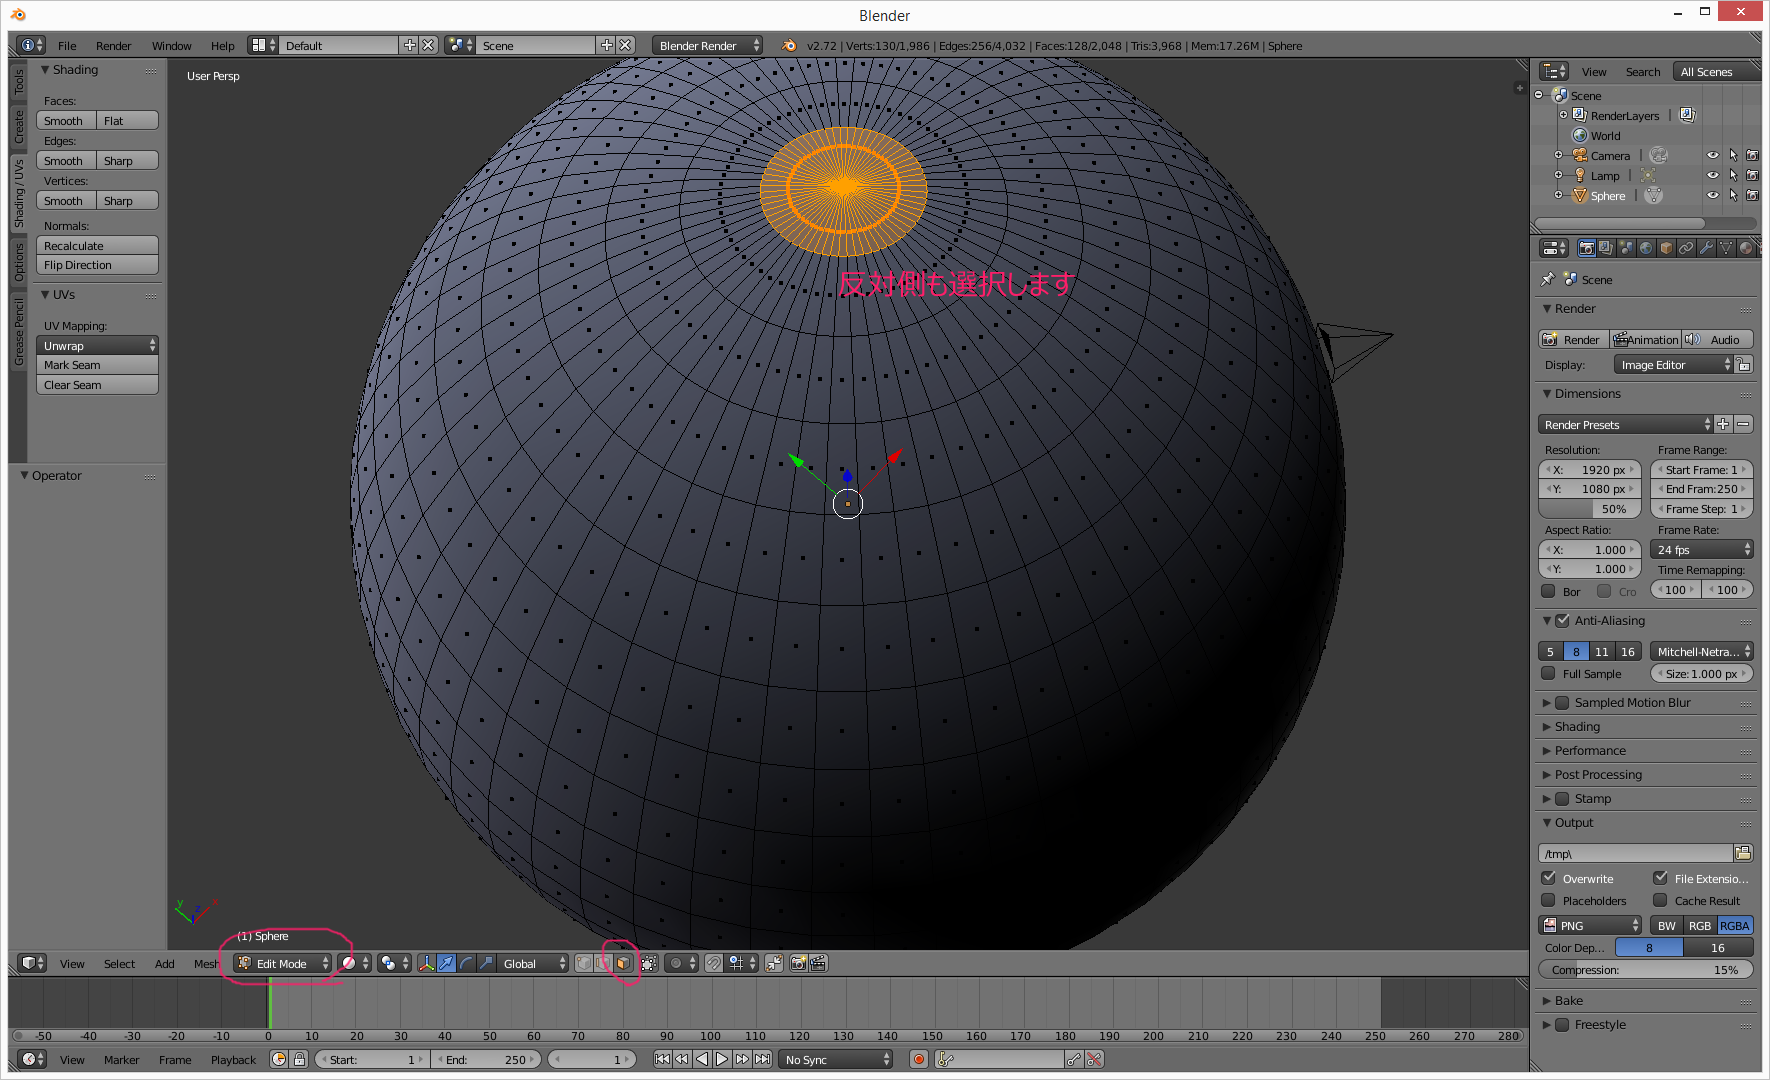 Blender
File Render Window Help Default Scene Blender Render v2.72 | Verts:130/1,986 | Edges:256/4,032 | Faces:128/2,048 | Tris:3,968 | Mem:17.26M | Sphere
Tools
Create
Shading / UVs
Options
Grease Pencil
Shading
Faces:
Smooth Flat
Edges:
Smooth Sharp
Vertices:
Smooth Sharp
Normals:
Recalculate
Flip Direction
UVs
UV Mapping:
Unwrap
Mark Seam
Clear Seam
Operator
User Persp
反対側も選択します
y z x
(1) Sphere
View Select Add Mesh Edit Mode Global
-50 -40 -30 -20 -10 0 10 20 30 40 50 60 70 80 90 100 110 120 130 140 150 160 170 180 190 200 210 220 230 240 250 260 270 280
View Marker Frame Playback Start: 1 End: 250 1 No Sync
View Search All Scenes
Scene
RenderLayers
World
Camera
Lamp
Sphere
Scene
Render
Render Animation Audio
Display: Image Editor
Dimensions
Render Presets
Resolution: Frame Range:
X: 1920 px Start Frame: 1
Y: 1080 px End Fram:250
50% Frame Step: 1
Aspect Ratio: Frame Rate:
X: 1.000 24 fps
Y: 1.000 Time Remapping:
Bor Cro 100 100
Anti-Aliasing
5 8 11 16 Mitchell-Netra...
Full Sample Size:1.000 px
Sampled Motion Blur
Shading
Performance
Post Processing
Stamp
Output
/tmp\
Overwrite File Extensio...
Placeholders Cache Result
PNG BW RGB RGBA
Color Dep... 8 16
Compression: 15%
Bake
Freestyle